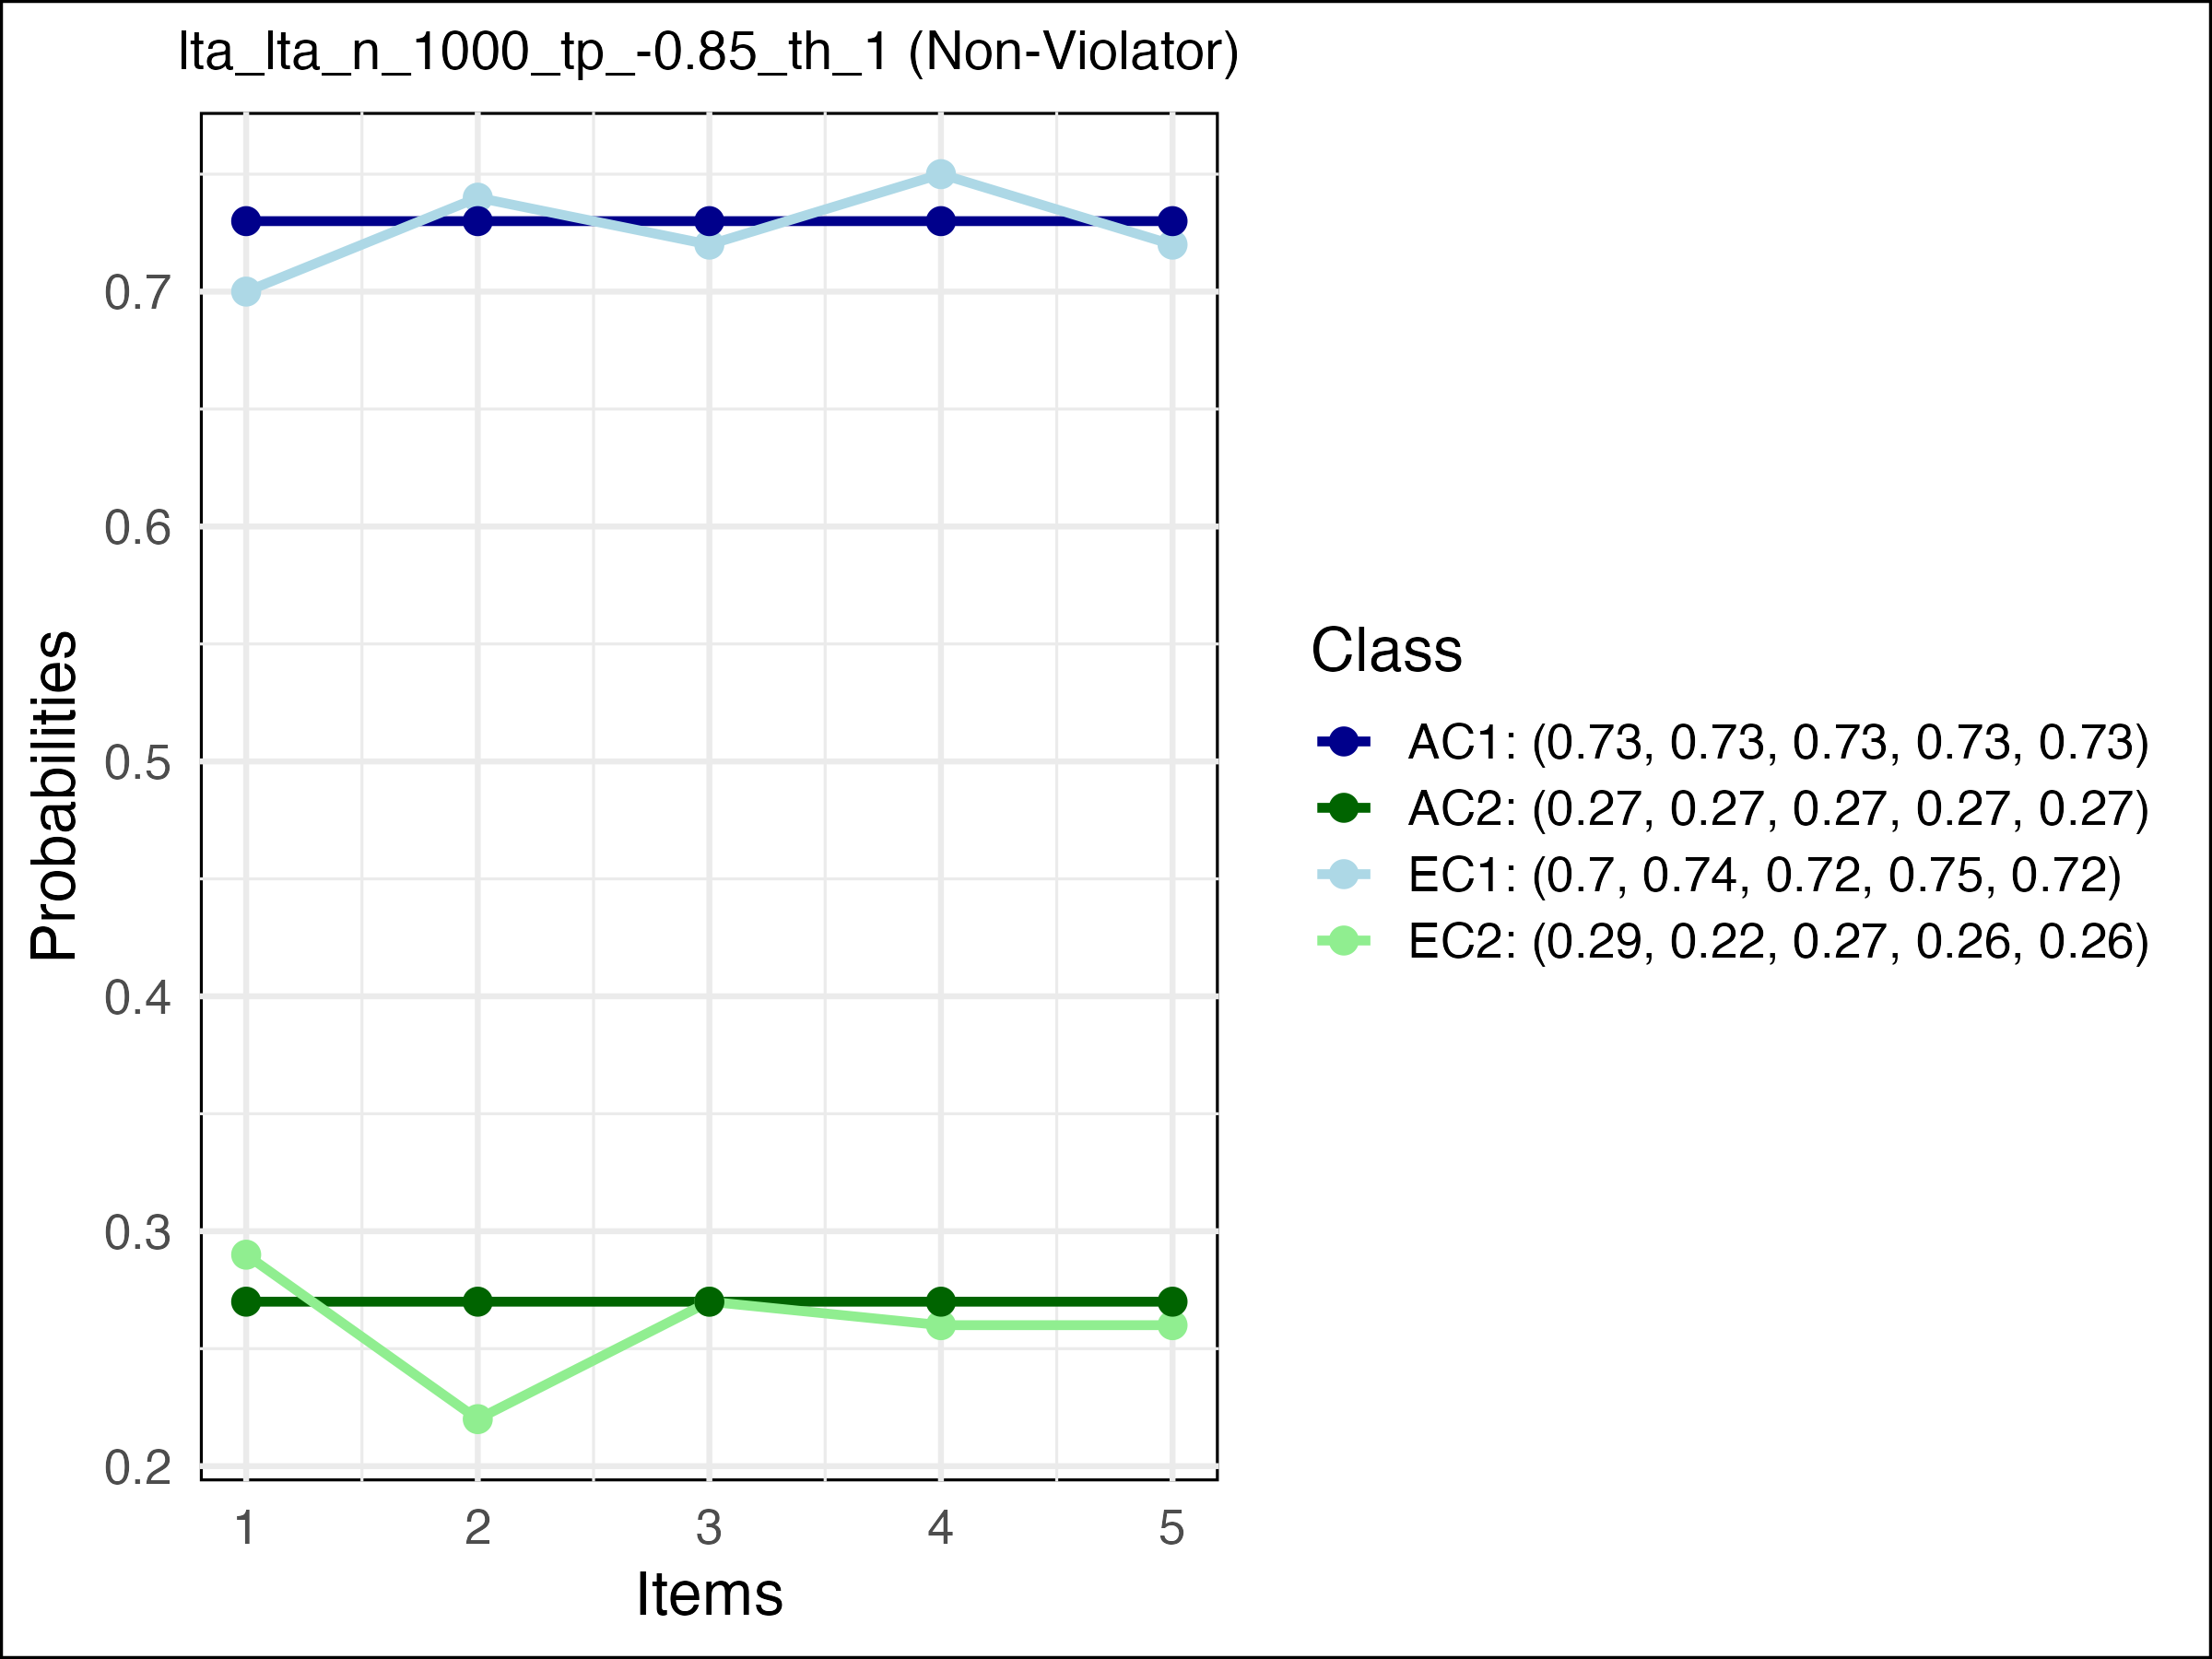 lta_lta_n_1000_tp_-0.85_th_1 (Non-Violator)
Probabilities
0.7
0.6
0.5
0.4
0.3
0.2
1 2 3 4 5
Items
Class
AC1: (0.73, 0.73, 0.73, 0.73, 0.73)
AC2: (0.27, 0.27, 0.27, 0.27, 0.27)
EC1: (0.7, 0.74, 0.72, 0.75, 0.72)
EC2: (0.29, 0.22, 0.27, 0.26, 0.26)